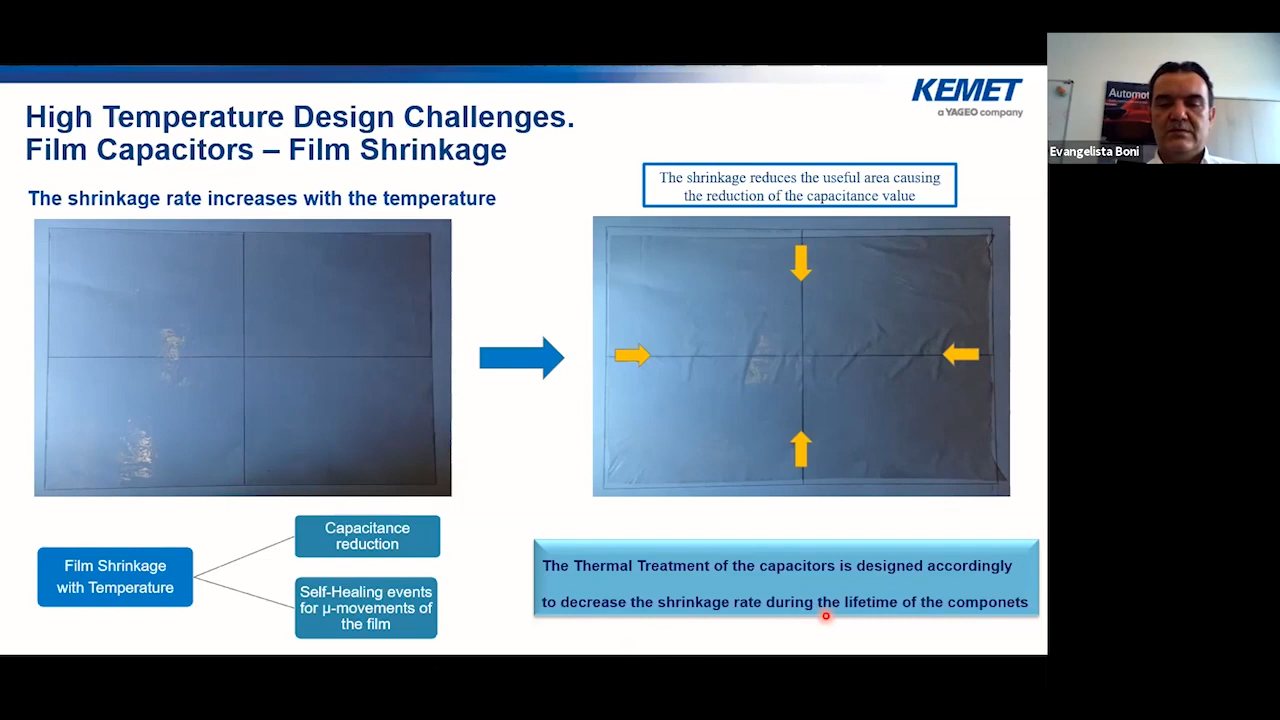 KEMET
a YAGEO company
High Temperature Design Challenges.
Film Capacitors – Film Shrinkage
The shrinkage rate increases with the temperature
The shrinkage reduces the useful area causing
the reduction of the capacitance value
Film Shrinkage
with Temperature
Capacitance
reduction
Self-Healing events
for µ-movements of
the film
The Thermal Treatment of the capacitors is designed accordingly
to decrease the shrinkage rate during the lifetime of the componets
Automot
Evangelista Boni